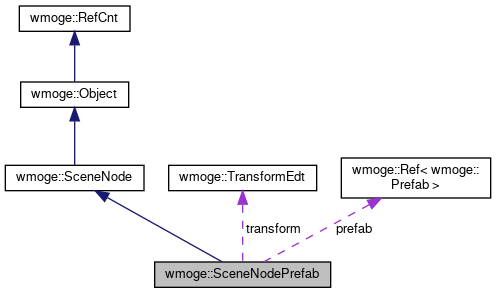 wmoge::RefCnt
wmoge::Object
wmoge::SceneNode
wmoge::TransformEdt
wmoge::Ref< wmoge::
Prefab >
transform
prefab
wmoge::SceneNodePrefab